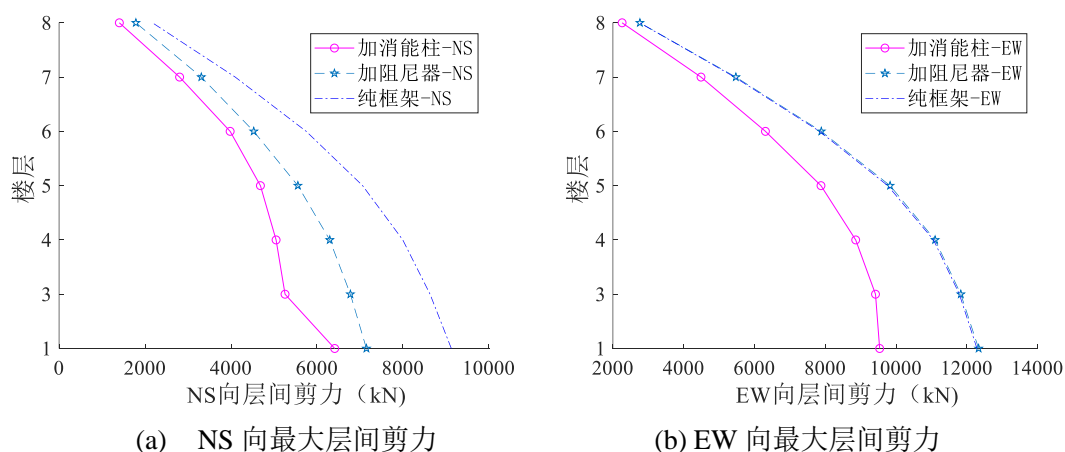 8
7
6
5
4
3
1
楼层
加消能柱-NS
加阻尼器-NS
纯框架-NS
0 2000 4000 6000 8000 10000
NS向层间剪力（kN)
(a) NS 向最大层间剪力
8
7
6
5
4
3
1
楼层
加消能柱-EW
加阻尼器-EW
纯框架-EW
2000 4000 6000 8000 10000 12000 14000
EW向层间剪力（kN)
(b) EW 向最大层间剪力